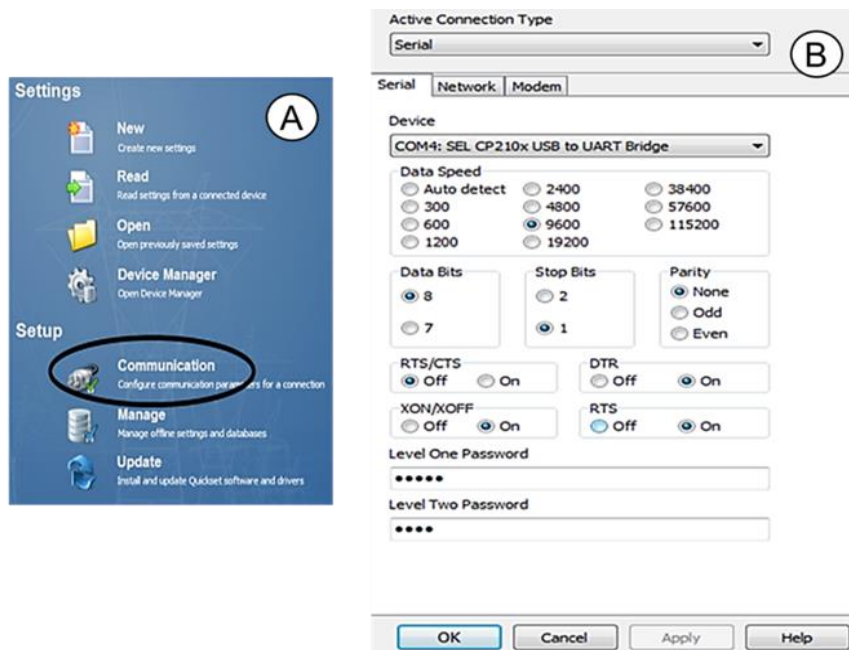 Settings
A
New
Create new settings
Read
Read settings from a connected device
Open
Open previously saved settings
Device Manager
Open Device Manager
Setup
Communication
Configure communication parameters for a connection
Manage
Manage offline settings and databases
Update
Install and update Quickset software and drivers
Active Connection Type
Serial
B
Serial Network Modem
Device
COM4: SEL CP210x USB to UART Bridge
Data Speed
Auto detect 2400 38400
300 4800 57600
600 9600 115200
1200 19200
Data Bits Stop Bits Parity
8 2 None
Odd
7 1 Even
RTS/CTS DTR
Off On Off On
XON/XOFF RTS
Off On Off On
Level One Password
•••••
Level Two Password
••••
OK Cancel Apply Help